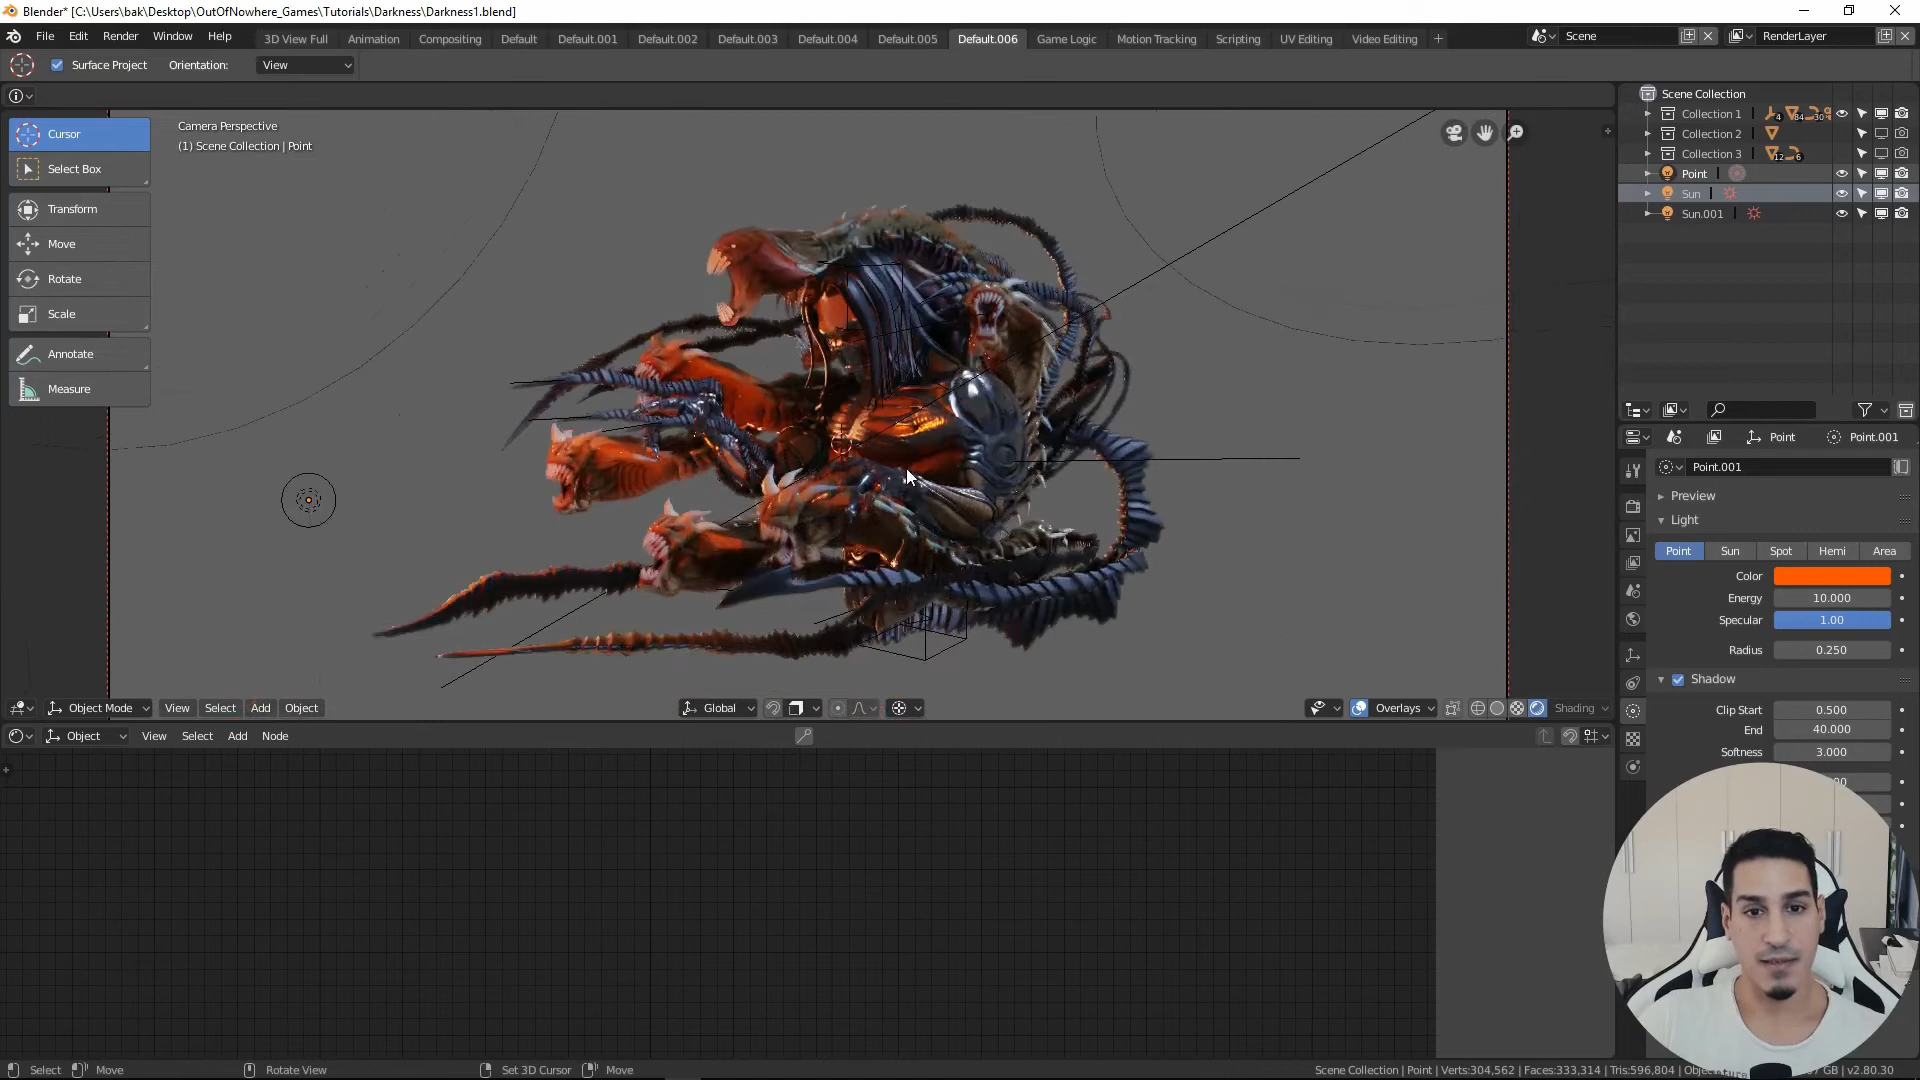 Blender* [C:\Users\bak\Desktop\OutOfNowhere_Games\Tutorials\Darkness\Darkness1.blend]
File Edit Render Window Help
3D View Full Animation Compositing Default Default.001 Default.002 Default.003 Default.004 Default.005 Default.006 Game Logic Motion Tracking Scripting UV Editing Video Editing +
Scene
RenderLayer
Surface Project Orientation: View
Cursor
Select Box
Transform
Move
Rotate
Scale
Annotate
Measure
Camera Perspective
(1) Scene Collection | Point
Scene Collection
Collection 1 4 84 30
Collection 2
Collection 3 12 6
Point
Sun
Sun.001
Point Point.001
Point.001
Preview
Light
Point Sun Spot Hemi Area
Color
Energy 10.000
Specular 1.00
Radius 0.250
Shadow
Clip Start 0.500
End 40.000
Softness 3.000
Object Mode View Select Add Object
Global
Overlays
Shading
Object View Select Add Node
Select Move Rotate View Set 3D Cursor Move
Scene Collection | Point | Verts:304,562 | Faces:333,314 | Tris:596,804 | GB | v2.80.30